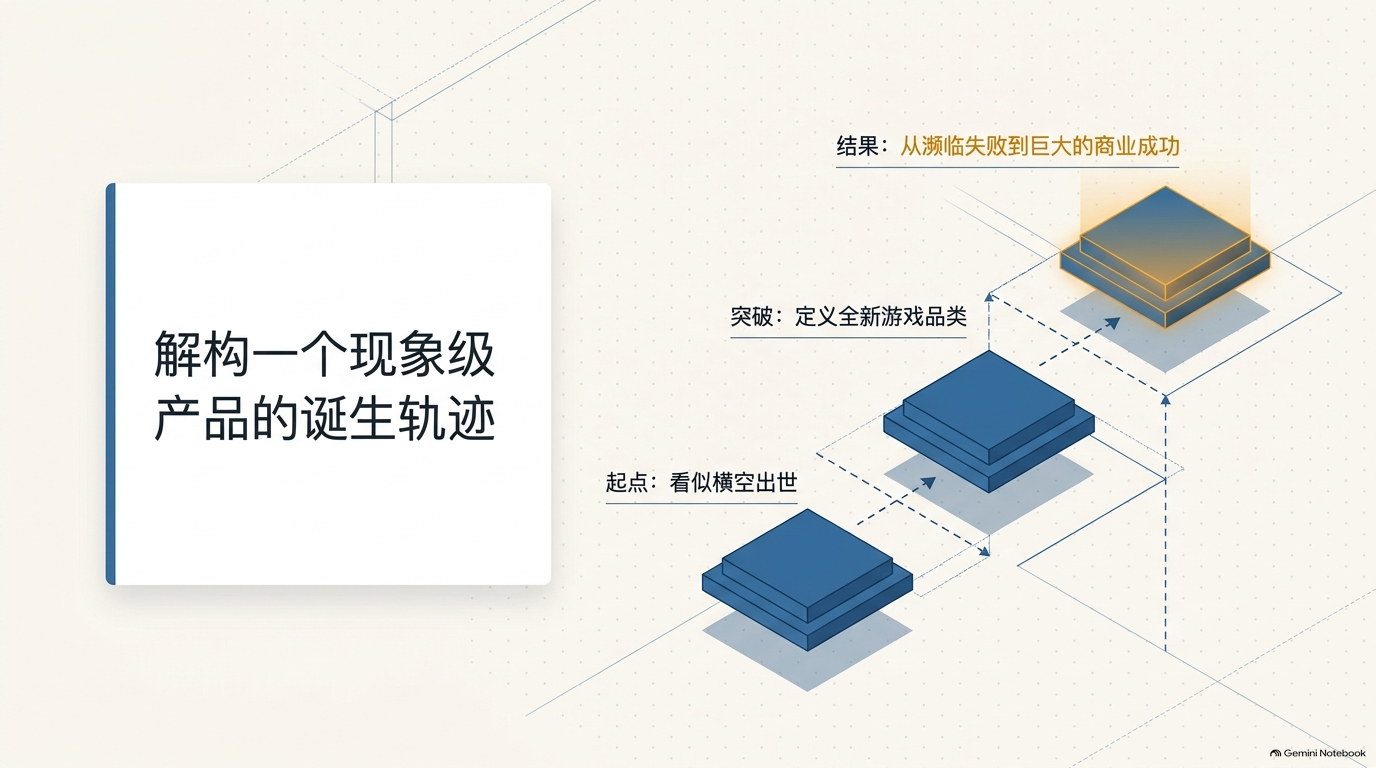 解构一个现象级
产品的诞生轨迹
结果：从濒临失败到巨大的商业成功
突破：定义全新游戏品类
起点：看似横空出世
Gemini Notebook